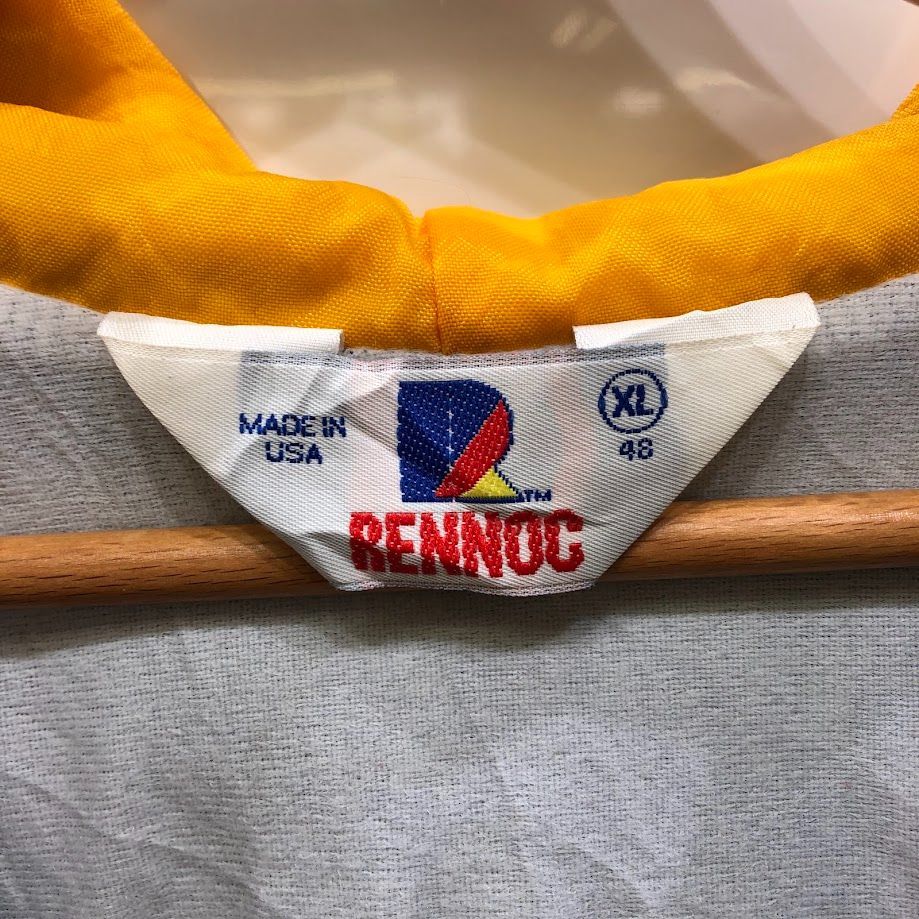 MADE IN
USA
R TM
RENNOC
XL
48